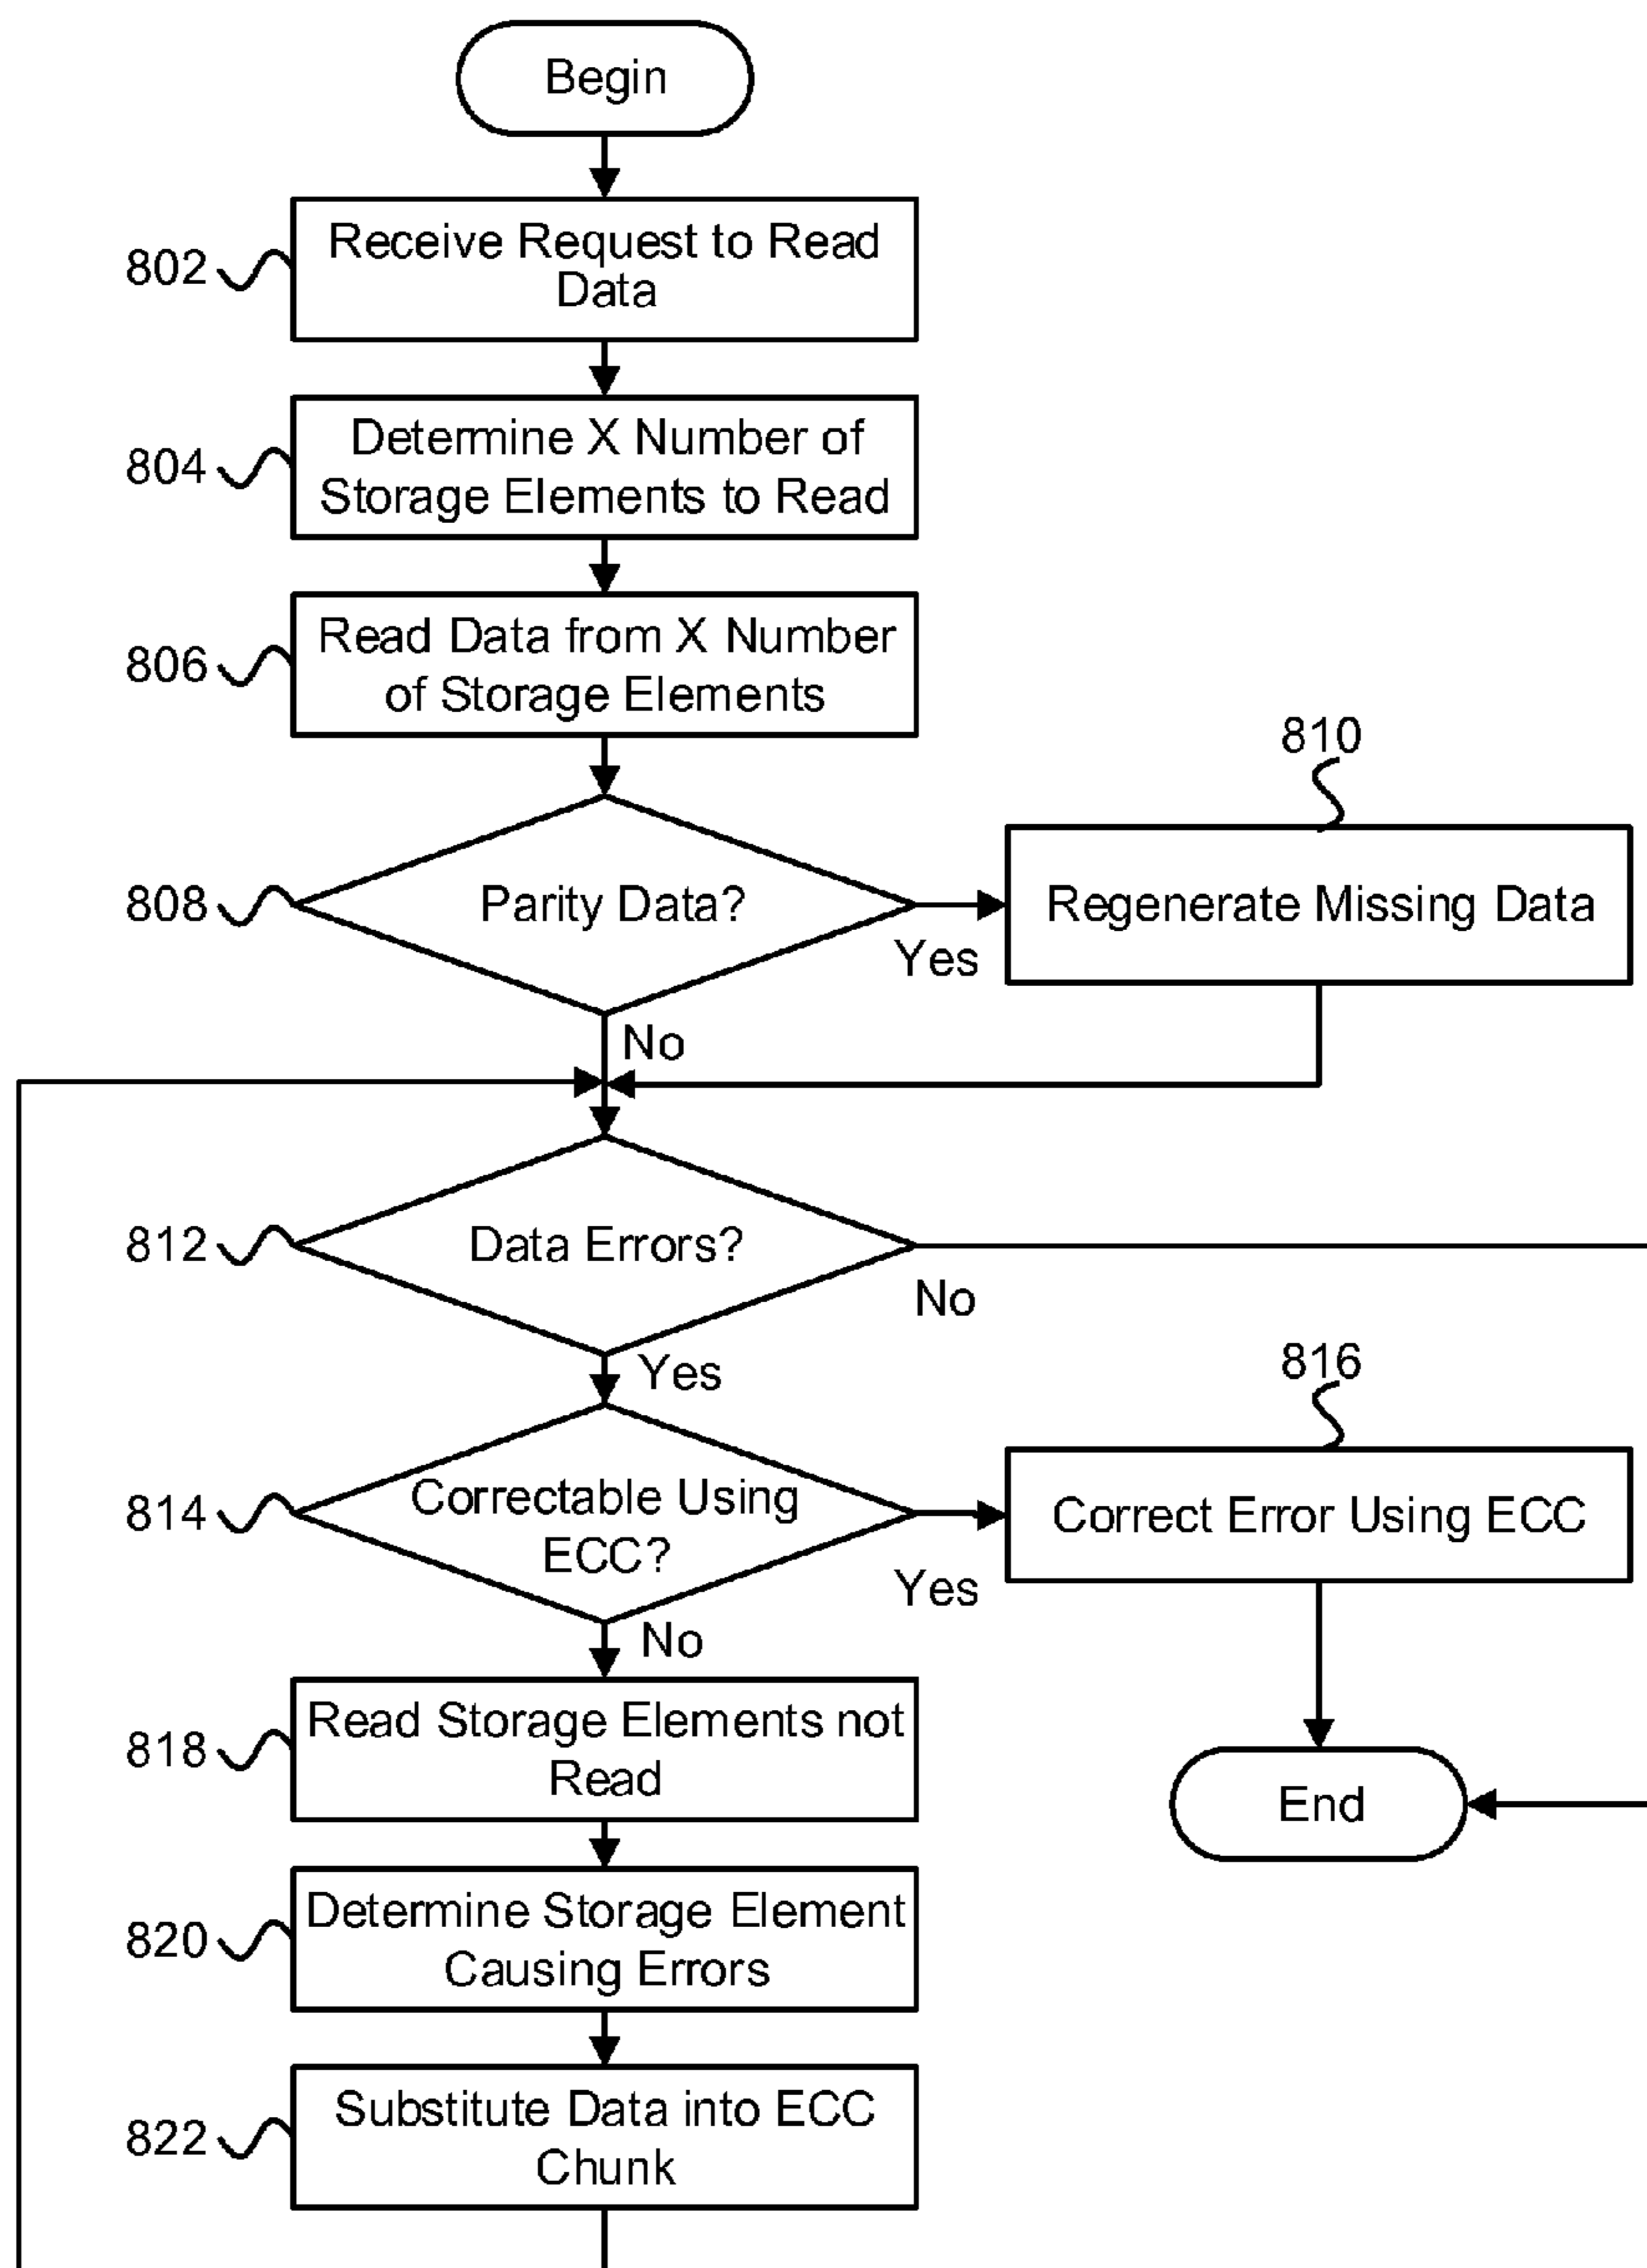 Begin
802
Receive Request to Read
Data
804
Determine X Number of
Storage Elements to Read
806
Read Data from X Number
of Storage Elements
810
808
Parity Data?
Yes
Regenerate Missing Data
No
812
Data Errors?
No
Yes
816
814
Correctable Using
ECC?
Yes
Correct Error Using ECC
No
818
Read Storage Elements not
Read
End
820
Determine Storage Element
Causing Errors
822
Substitute Data into ECC
Chunk